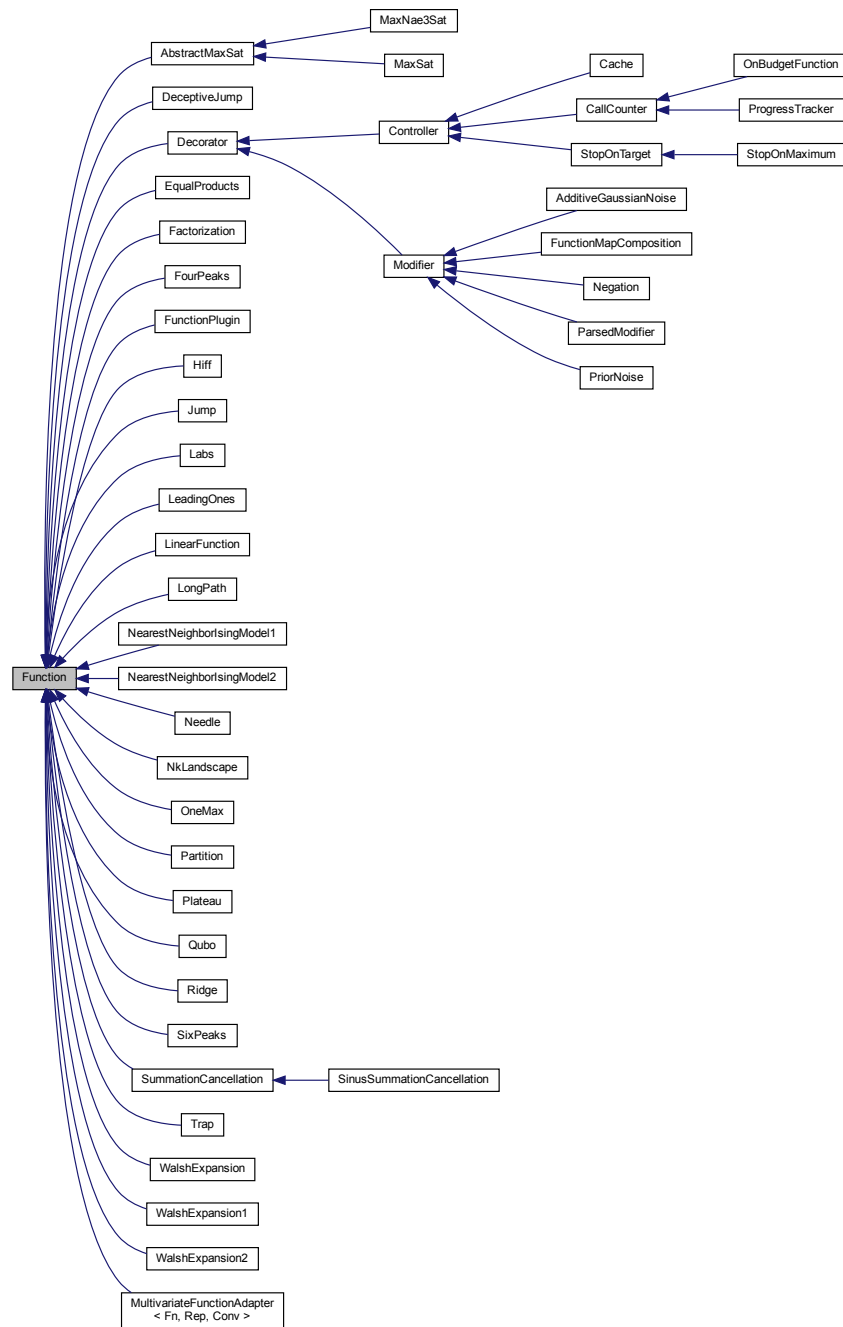 MaxNae3Sat
AbstractMaxSat
MaxSat
Cache
OnBudgetFunction
DeceptiveJump
CallCounter
ProgressTracker
Controller
Decorator
StopOnTarget
StopOnMaximum
EqualProducts
AdditiveGaussianNoise
Factorization
FunctionMapComposition
Modifier
FourPeaks
Negation
FunctionPlugin
ParsedModifier
Hiff
PriorNoise
Jump
Labs
LeadingOnes
LinearFunction
LongPath
NearestNeighborIsingModel1
Function
NearestNeighborIsingModel2
Needle
NkLandscape
OneMax
Partition
Plateau
Qubo
Ridge
SixPeaks
SummationCancellation
SinusSummationCancellation
Trap
WalshExpansion
WalshExpansion1
WalshExpansion2
MultivariateFunctionAdapter
< Fn, Rep, Conv >